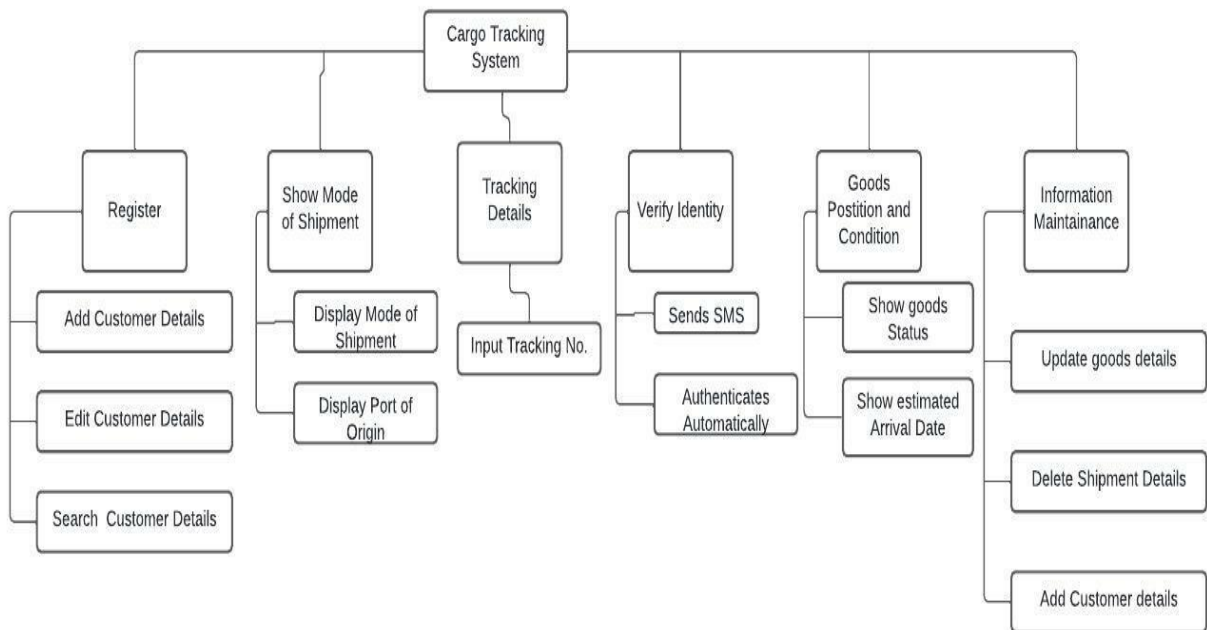 Cargo Tracking
System
Register
Show Mode
of Shipment
Tracking
Details
Verify Identity
Goods
Postition and
Condition
Information
Maintainance
Add Customer Details
Edit Customer Details
Search Customer Details
Display Mode of
Shipment
Display Port of
Origin
Input Tracking No.
Sends SMS
Authenticates
Automatically
Show goods
Status
Show estimated
Arrival Date
Update goods details
Delete Shipment Details
Add Customer details